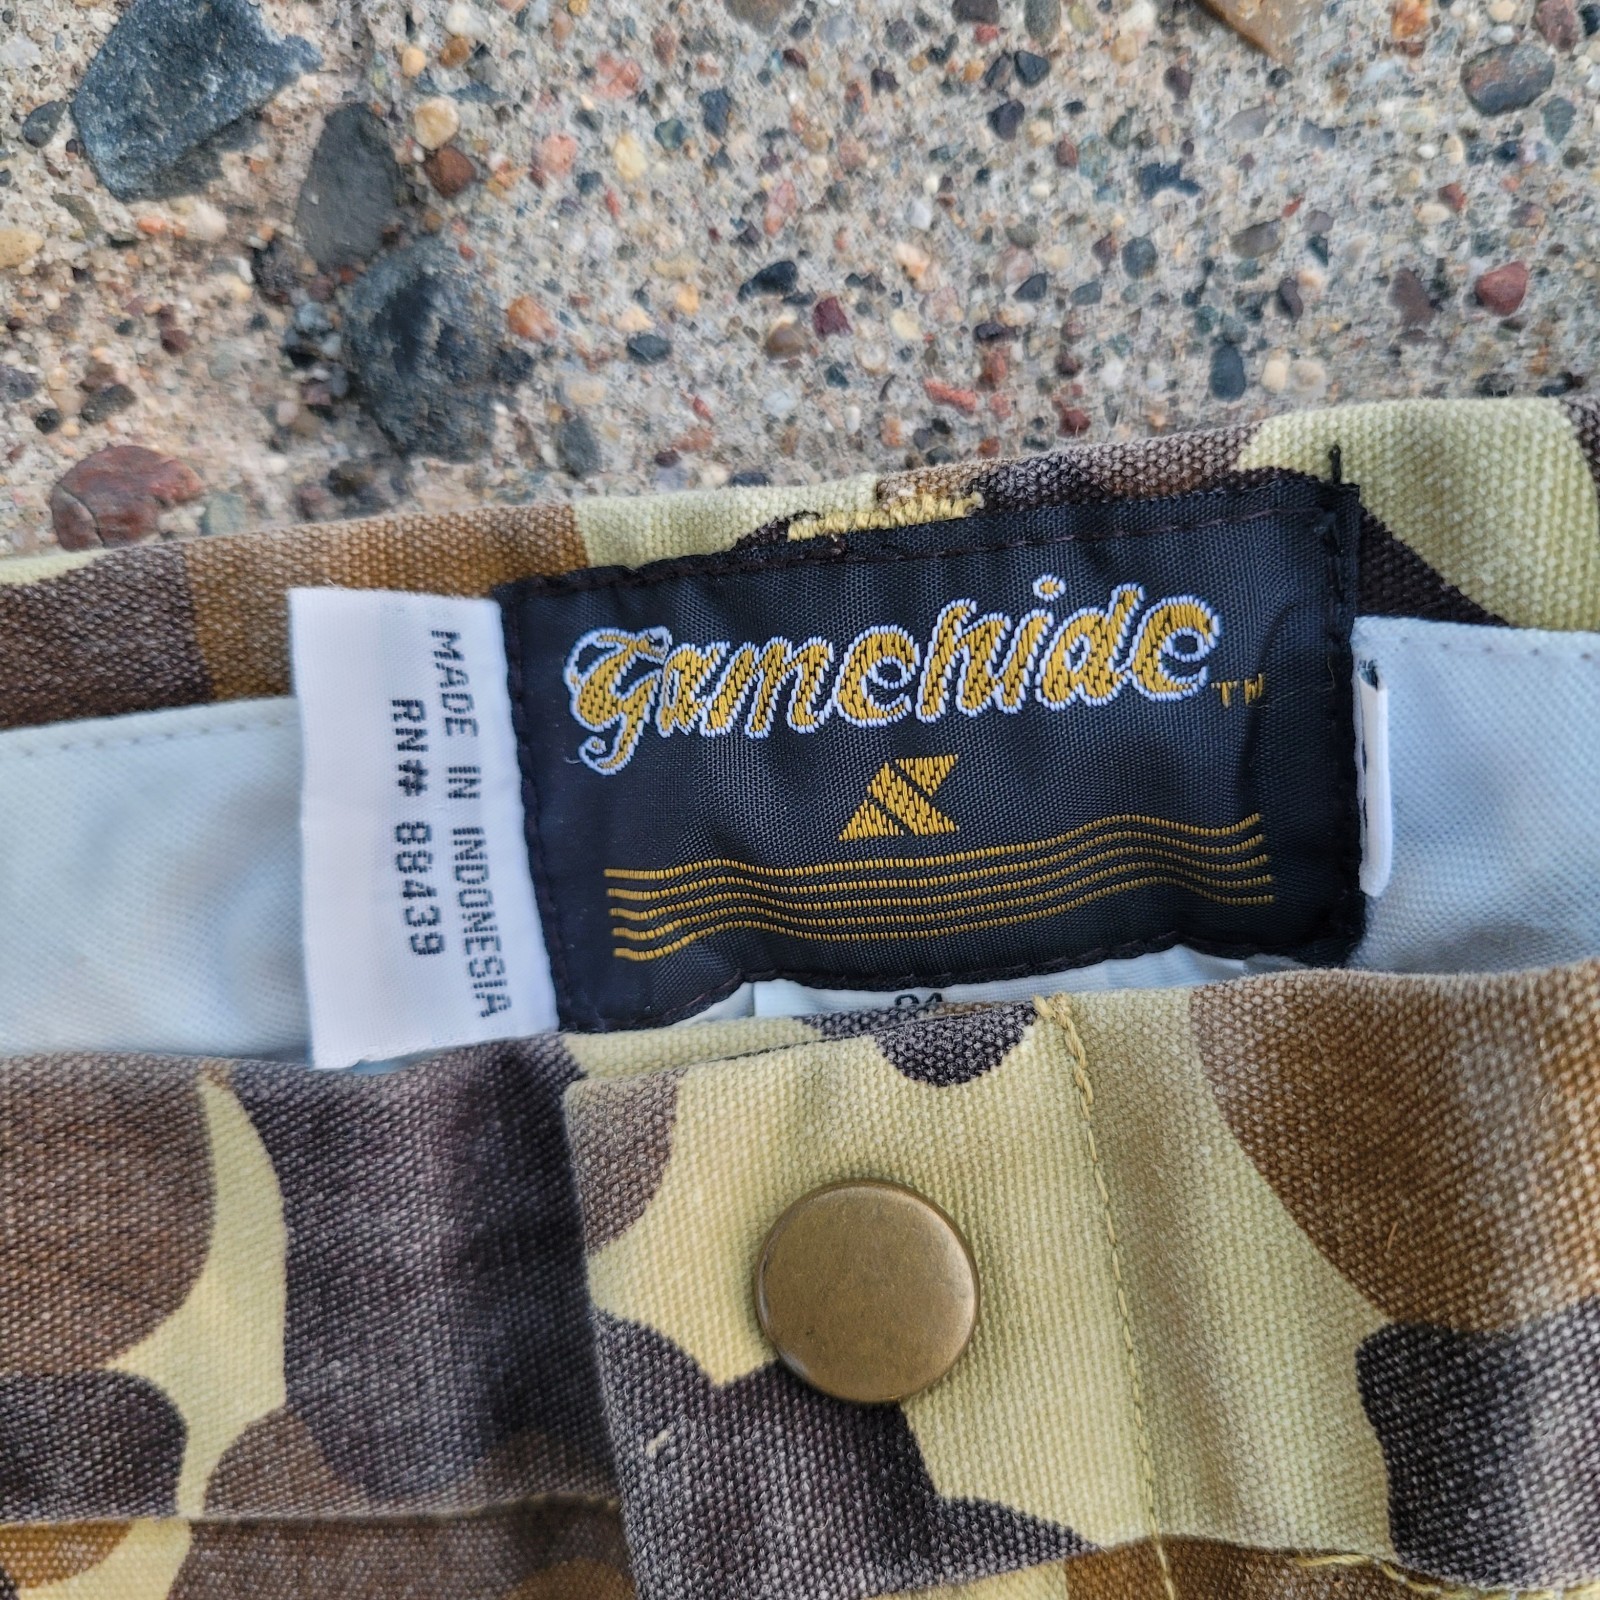 Gamehide TM
MADE IN INDONESIA
RN# 88439